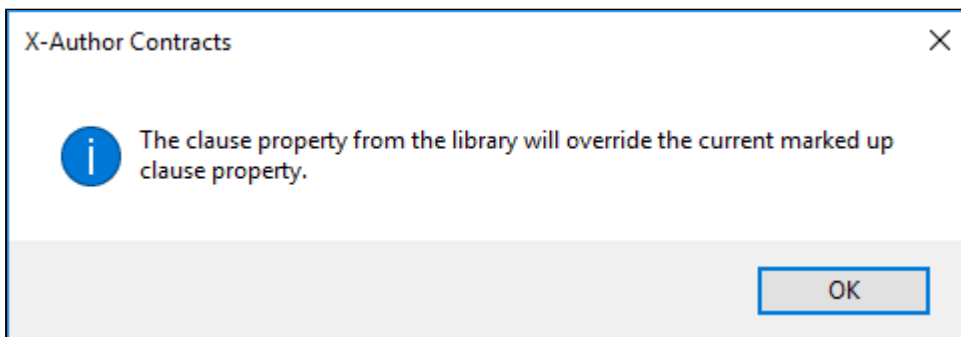 X-Author Contracts
The clause property from the library will override the current marked up
clause property.
OK